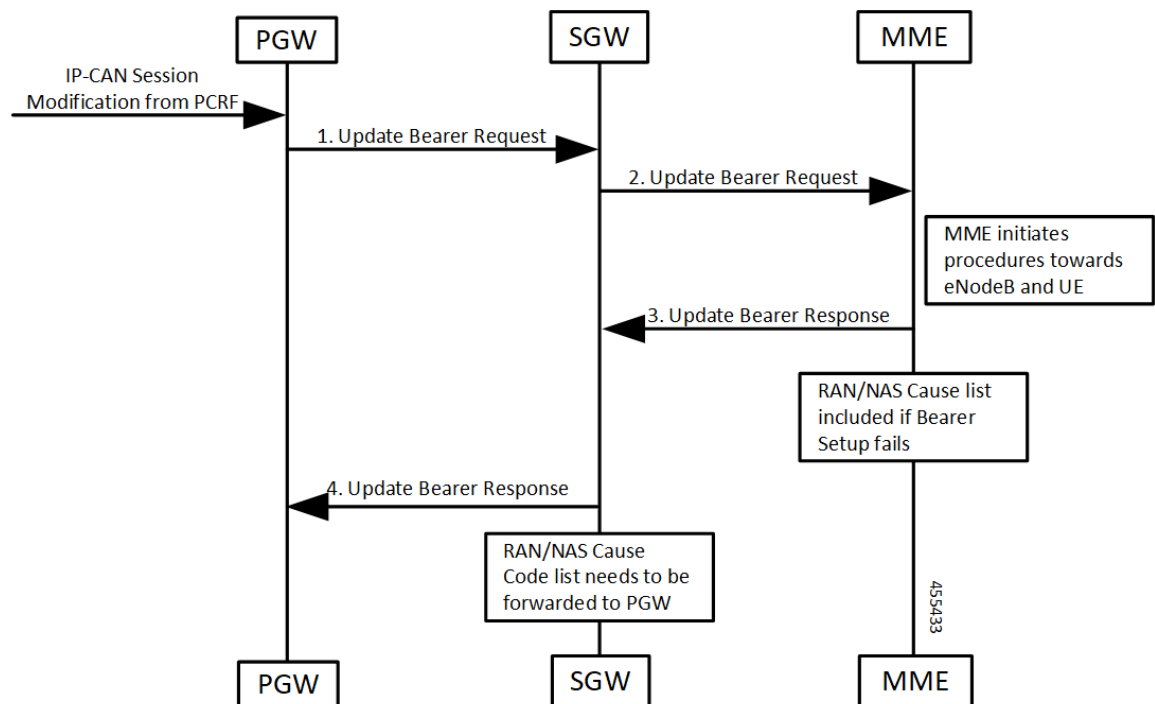 PGW
SGW
MME
IP-CAN Session
Modification from PCRF
1. Update Bearer Request
2. Update Bearer Request
MME initiates
procedures towards
eNodeB and UE
3. Update Bearer Response
RAN/NAS Cause list
included if Bearer
Setup fails
4. Update Bearer Response
RAN/NAS Cause
Code list needs to be
forwarded to PGW
455433
PGW
SGW
MME